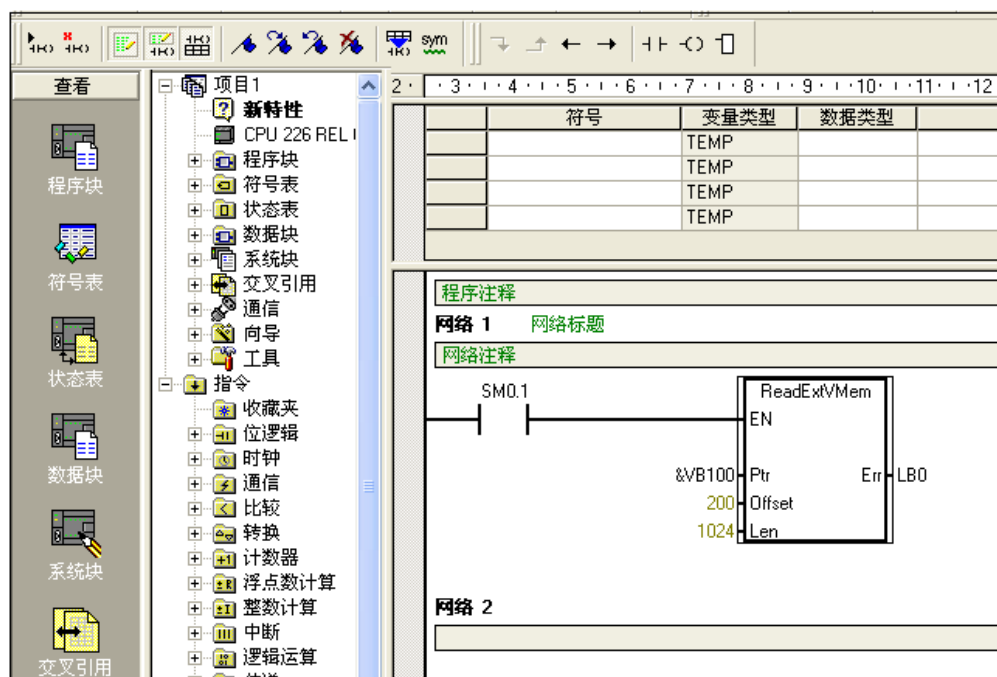 sym
查看
程序块
符号表
状态表
数据块
系统块
交叉引用
项目1
新特性
CPU 226 REL
程序块
符号表
状态表
数据块
系统块
交叉引用
通信
向导
工具
指令
收藏夹
位逻辑
时钟
通信
比较
转换
计数器
浮点数计算
整数计算
中断
逻辑运算
2 · · 3 · · 4 · · 5 · · 6 · · 7 · · 8 · · 9 · · 10 · · 11 · · 12
符号 变量类型 数据类型
TEMP
TEMP
TEMP
TEMP
程序注释
网络 1 网络标题
网络注释
SM0.1
ReadExtVMem
EN
&VB100 Ptr Err LB0
200 Offset
1024 Len
网络 2